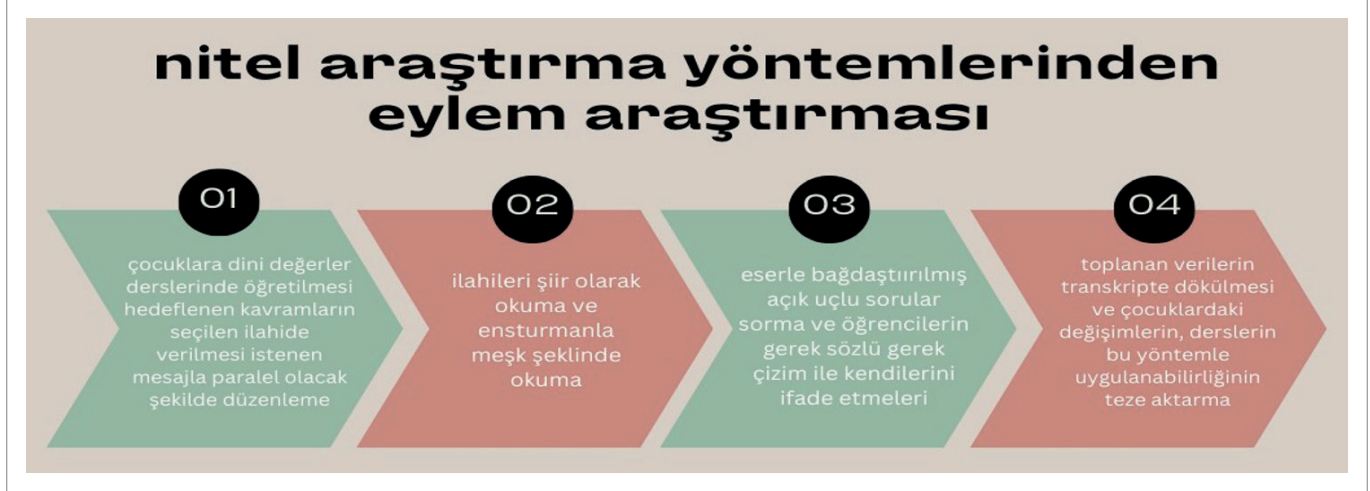 nitel araştırma yöntemlerinden
eylem araştırması
01
çocuklara dini değerler
derslerinde öğretilmesi
hedeflenen kavramların
seçilen ilahide
verilmesi istenen
mesajla paralel olacak
şekilde düzenleme
02
ilahileri şiir olarak
okuma ve
ensturmanla
meşk şeklinde
okuma
03
eserle bağdaştıırılmış
açık uçlu sorular
sorma ve öğrencilerin
gerek sözlü gerek
çizim ile kendilerini
ifade etmeleri
04
toplanan verilerin
transkripte dökülmesi
ve çocuklardaki
değişimlerin, derslerin
bu yöntemle
uygulanabilirliğinin
teze aktarma